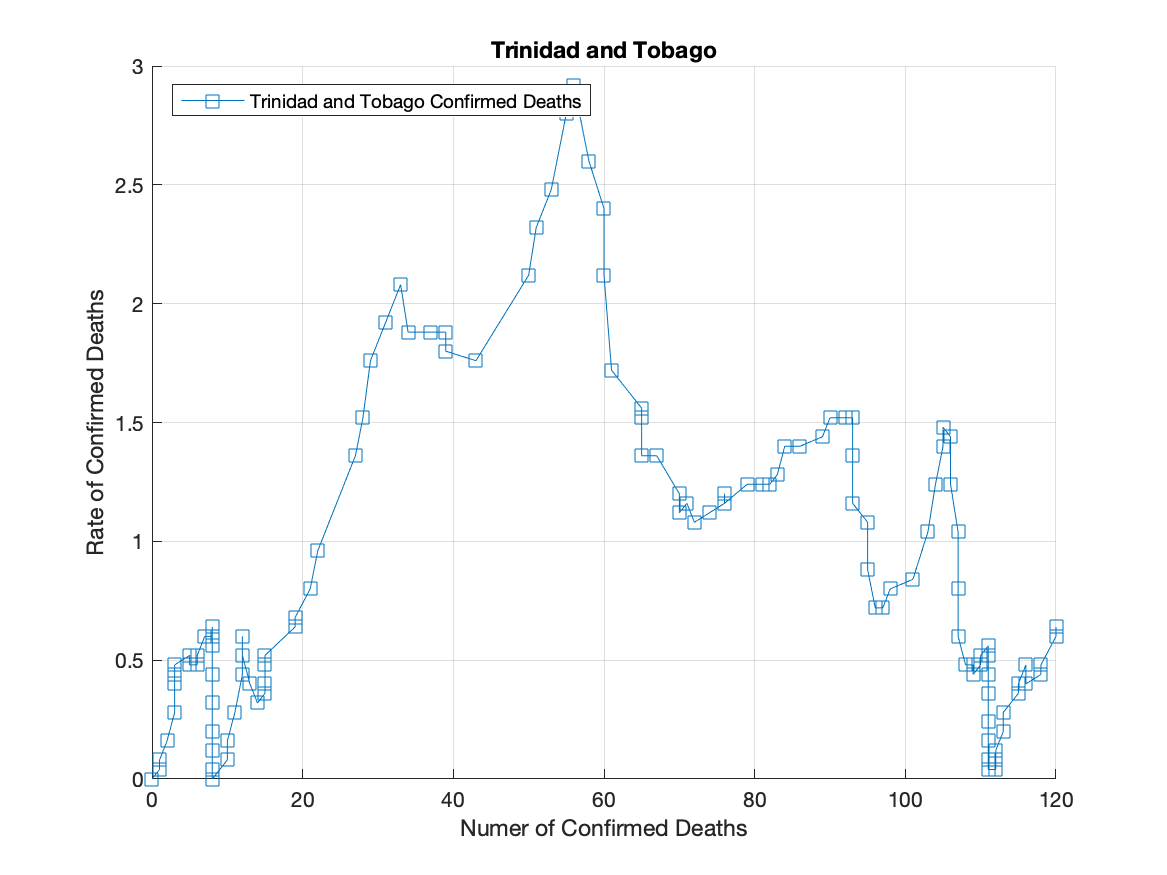 Trinidad and Tobago
3
Trinidad and Tobago Confirmed Deaths
2.5
2
1.5
1
0.5
0
Rate of Confirmed Deaths
0 20 40 60 80 100 120
Numer of Confirmed Deaths